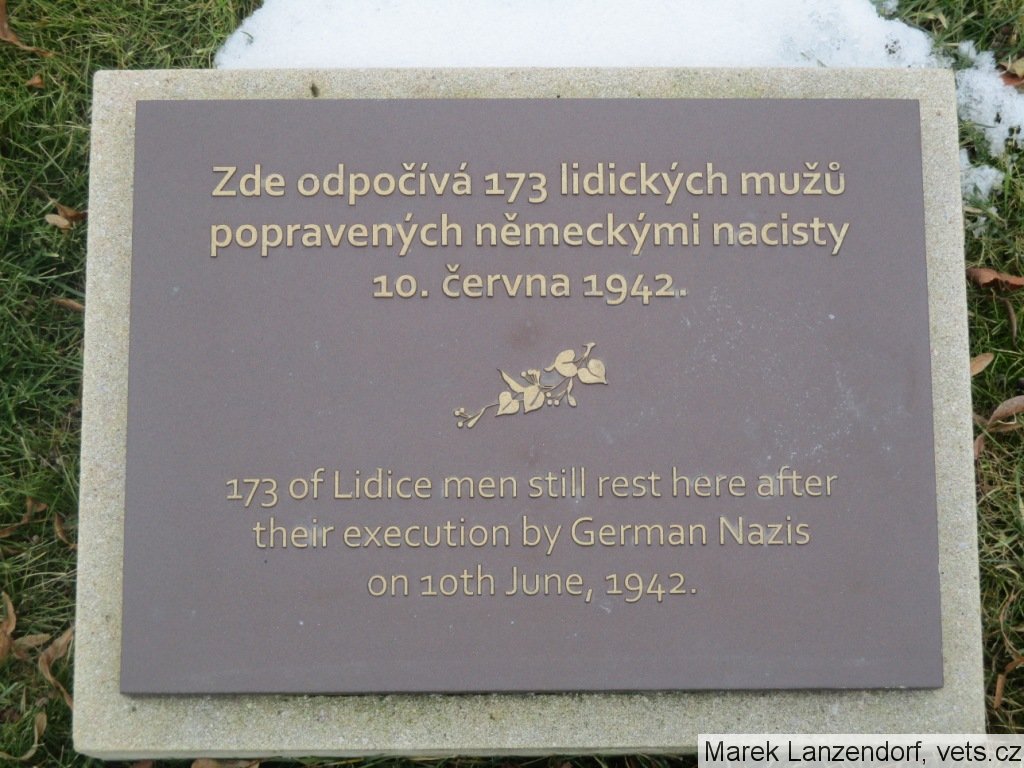 Zde odpočívá 173 lidických mužů
popravených německými nacisty
10. června 1942.
173 of Lidice men still rest here after
their execution by German Nazis
on 10th June, 1942.
Marek Lanzendorf, vets.cz